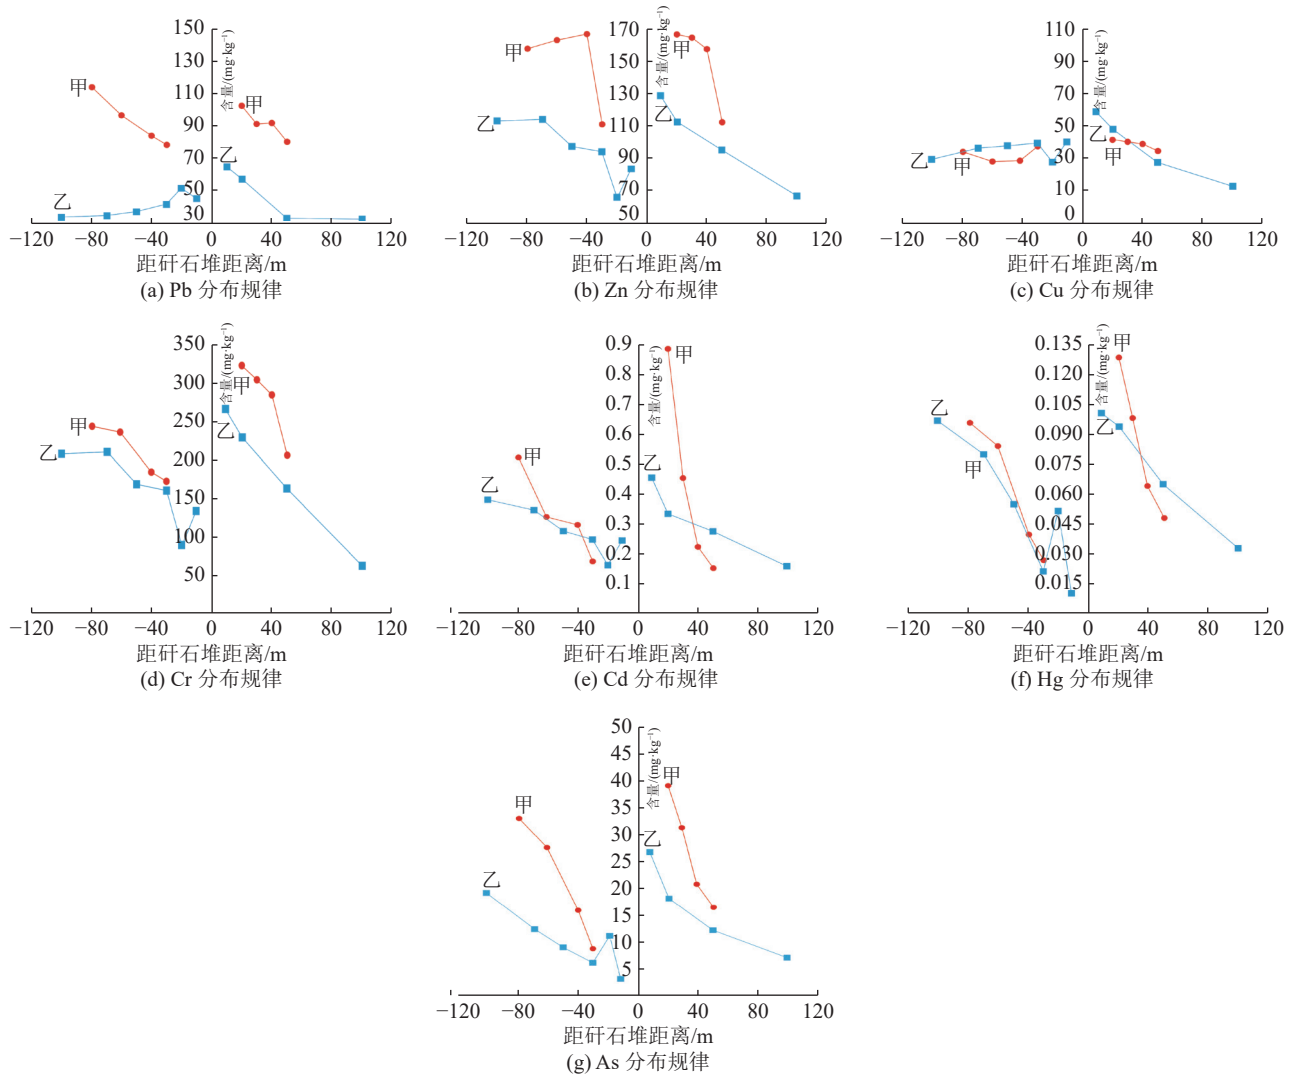 150
130
110
90
70
50
30
含量/(mg·kg⁻¹)
甲
甲
乙
乙
−120 −80 −40 0 40 80 120
距矸石堆距离/m
(a) Pb 分布规律
170
150
130
110
90
70
50
含量/(mg·kg⁻¹)
甲
甲
乙
乙
−120 −80 −40 0 40 80 120
距矸石堆距离/m
(b) Zn 分布规律
110
90
70
50
30
10
0
含量/(mg·kg⁻¹)
乙
甲
乙
甲
−120 −80 −40 0 40 80 120
距矸石堆距离/m
(c) Cu 分布规律
350
300
250
200
150
100
50
含量/(mg·kg⁻¹)
甲
甲
乙
乙
−120 −80 −40 0 40 80 120
距矸石堆距离/m
(d) Cr 分布规律
0.9
0.8
0.7
0.6
0.5
0.4
0.3
0.2
0.1
含量/(mg·kg⁻¹)
甲
甲
乙
乙
−120 −80 −40 0 40 80 120
距矸石堆距离/m
(e) Cd 分布规律
0.135
0.120
0.105
0.090
0.075
0.060
0.045
0.030
0.015
含量/(mg·kg⁻¹)
甲
乙
乙
甲
−120 −80 −40 0 40 80 120
距矸石堆距离/m
(f) Hg 分布规律
50
45
40
35
30
25
20
15
10
5
含量/(mg·kg⁻¹)
甲
甲
乙
乙
−120 −80 −40 0 40 80 120
距矸石堆距离/m
(g) As 分布规律